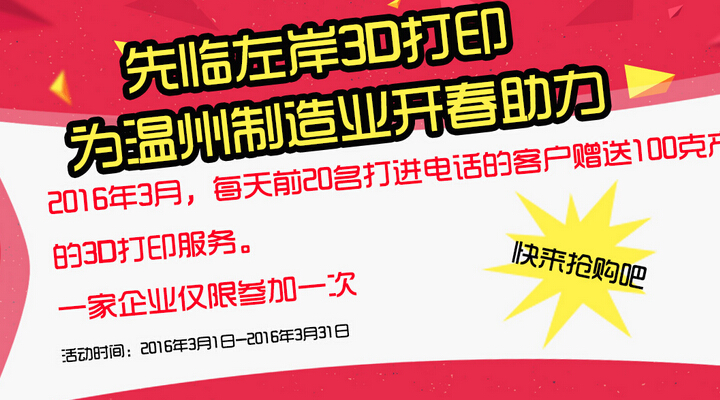 先临左岸3D打印
为温州制造业开春助力
2016年3月，每天前20名打进电话的客户赠送100克产
的3D打印服务。
一家企业仅限参加一次
快来抢购吧
活动时间：2016年3月1日—2016年3月31日